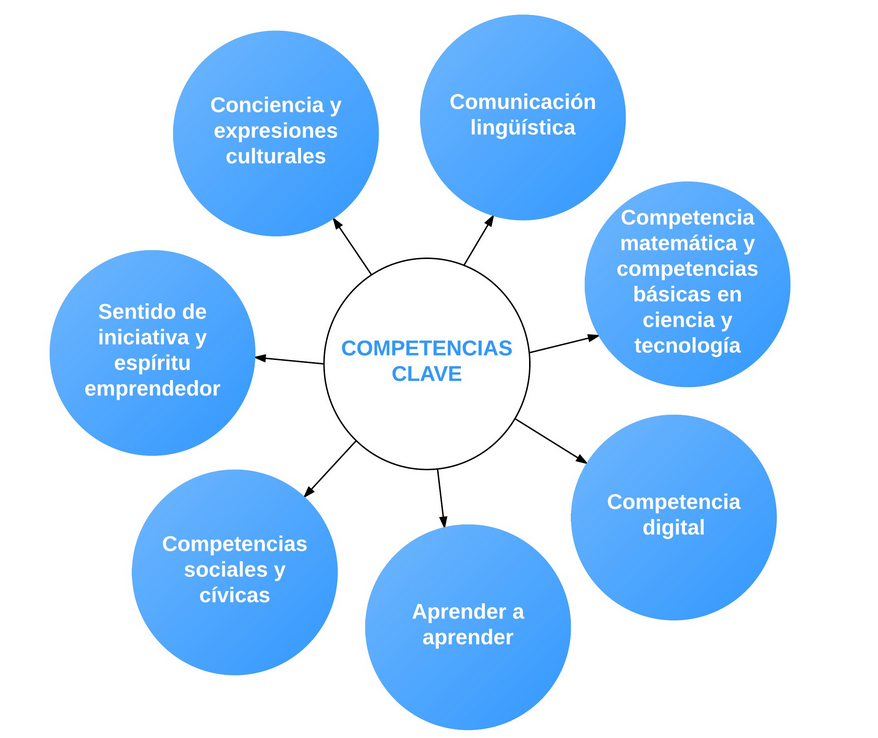 Conciencia y
expresiones
culturales
Comunicación
lingüística
Competencia
matemática y
competencias
básicas en
ciencia y
tecnología
Sentido de
iniciativa y
espíritu
emprendedor
COMPETENCIAS
CLAVE
Competencia
digital
Competencias
sociales y
cívicas
Aprender a
aprender